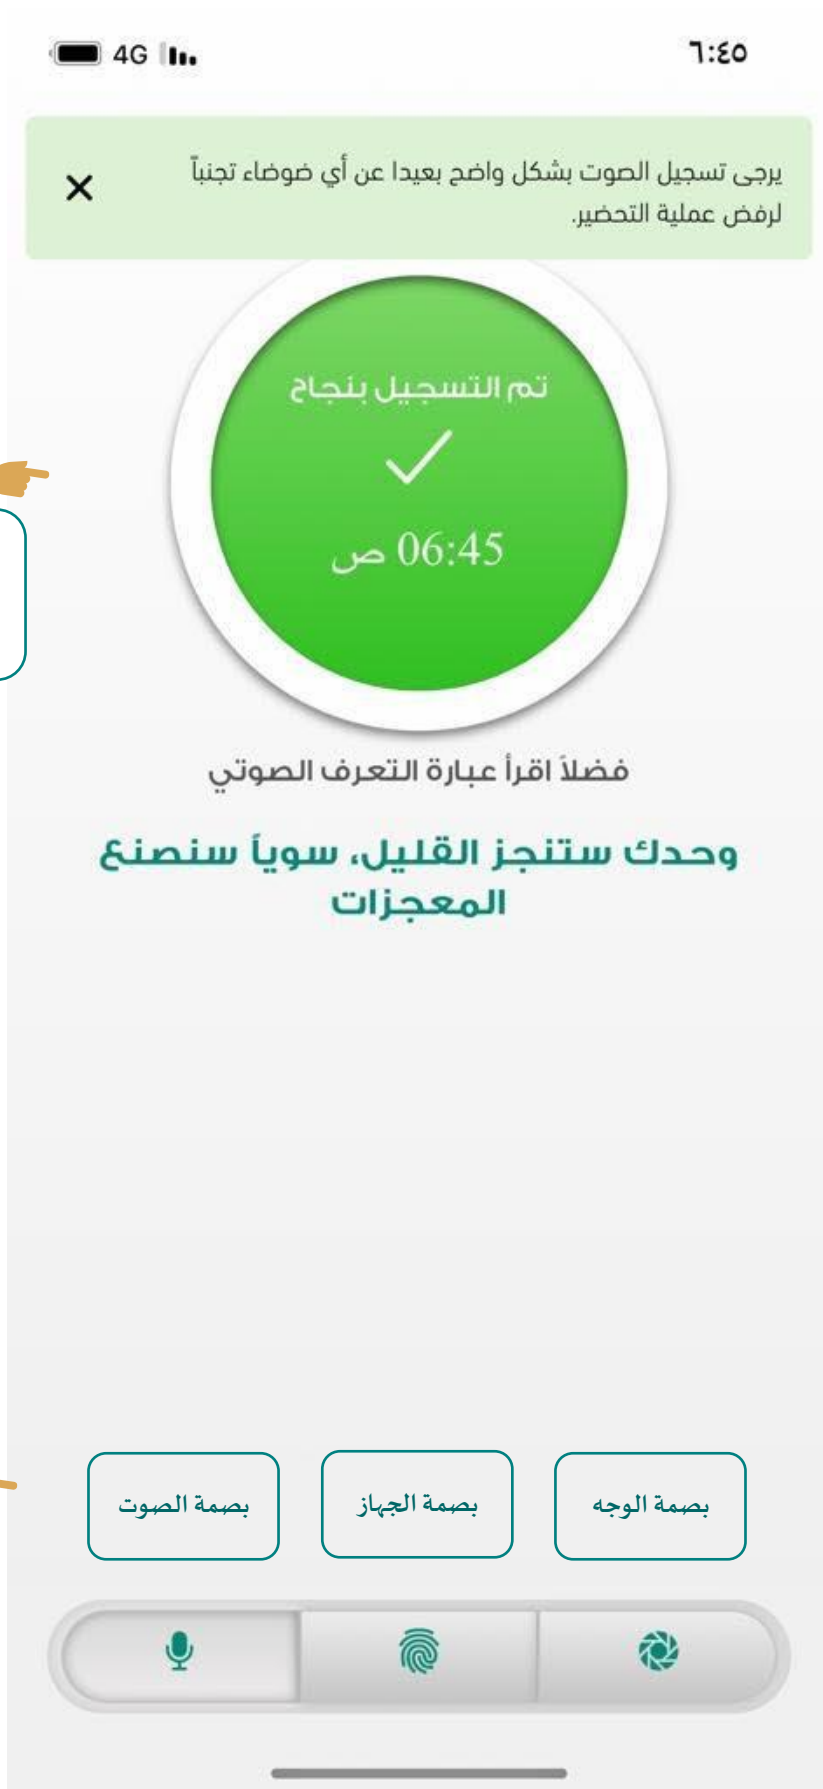 ٦:٤٥
4G
يرجى تسجيل الصوت بشكل واضح بعيدا عن أي ضوضاء تجنباً
لرفض عملية التحضير.
تم التسجيل بنجاح
06:45 ص
فضلاً اقرأ عبارة التعرف الصوتي
وحدك ستنجز القليل، سوياً سنصنع
المعجزات
بصمة الوجه
بصمة الجهاز
بصمة الصوت